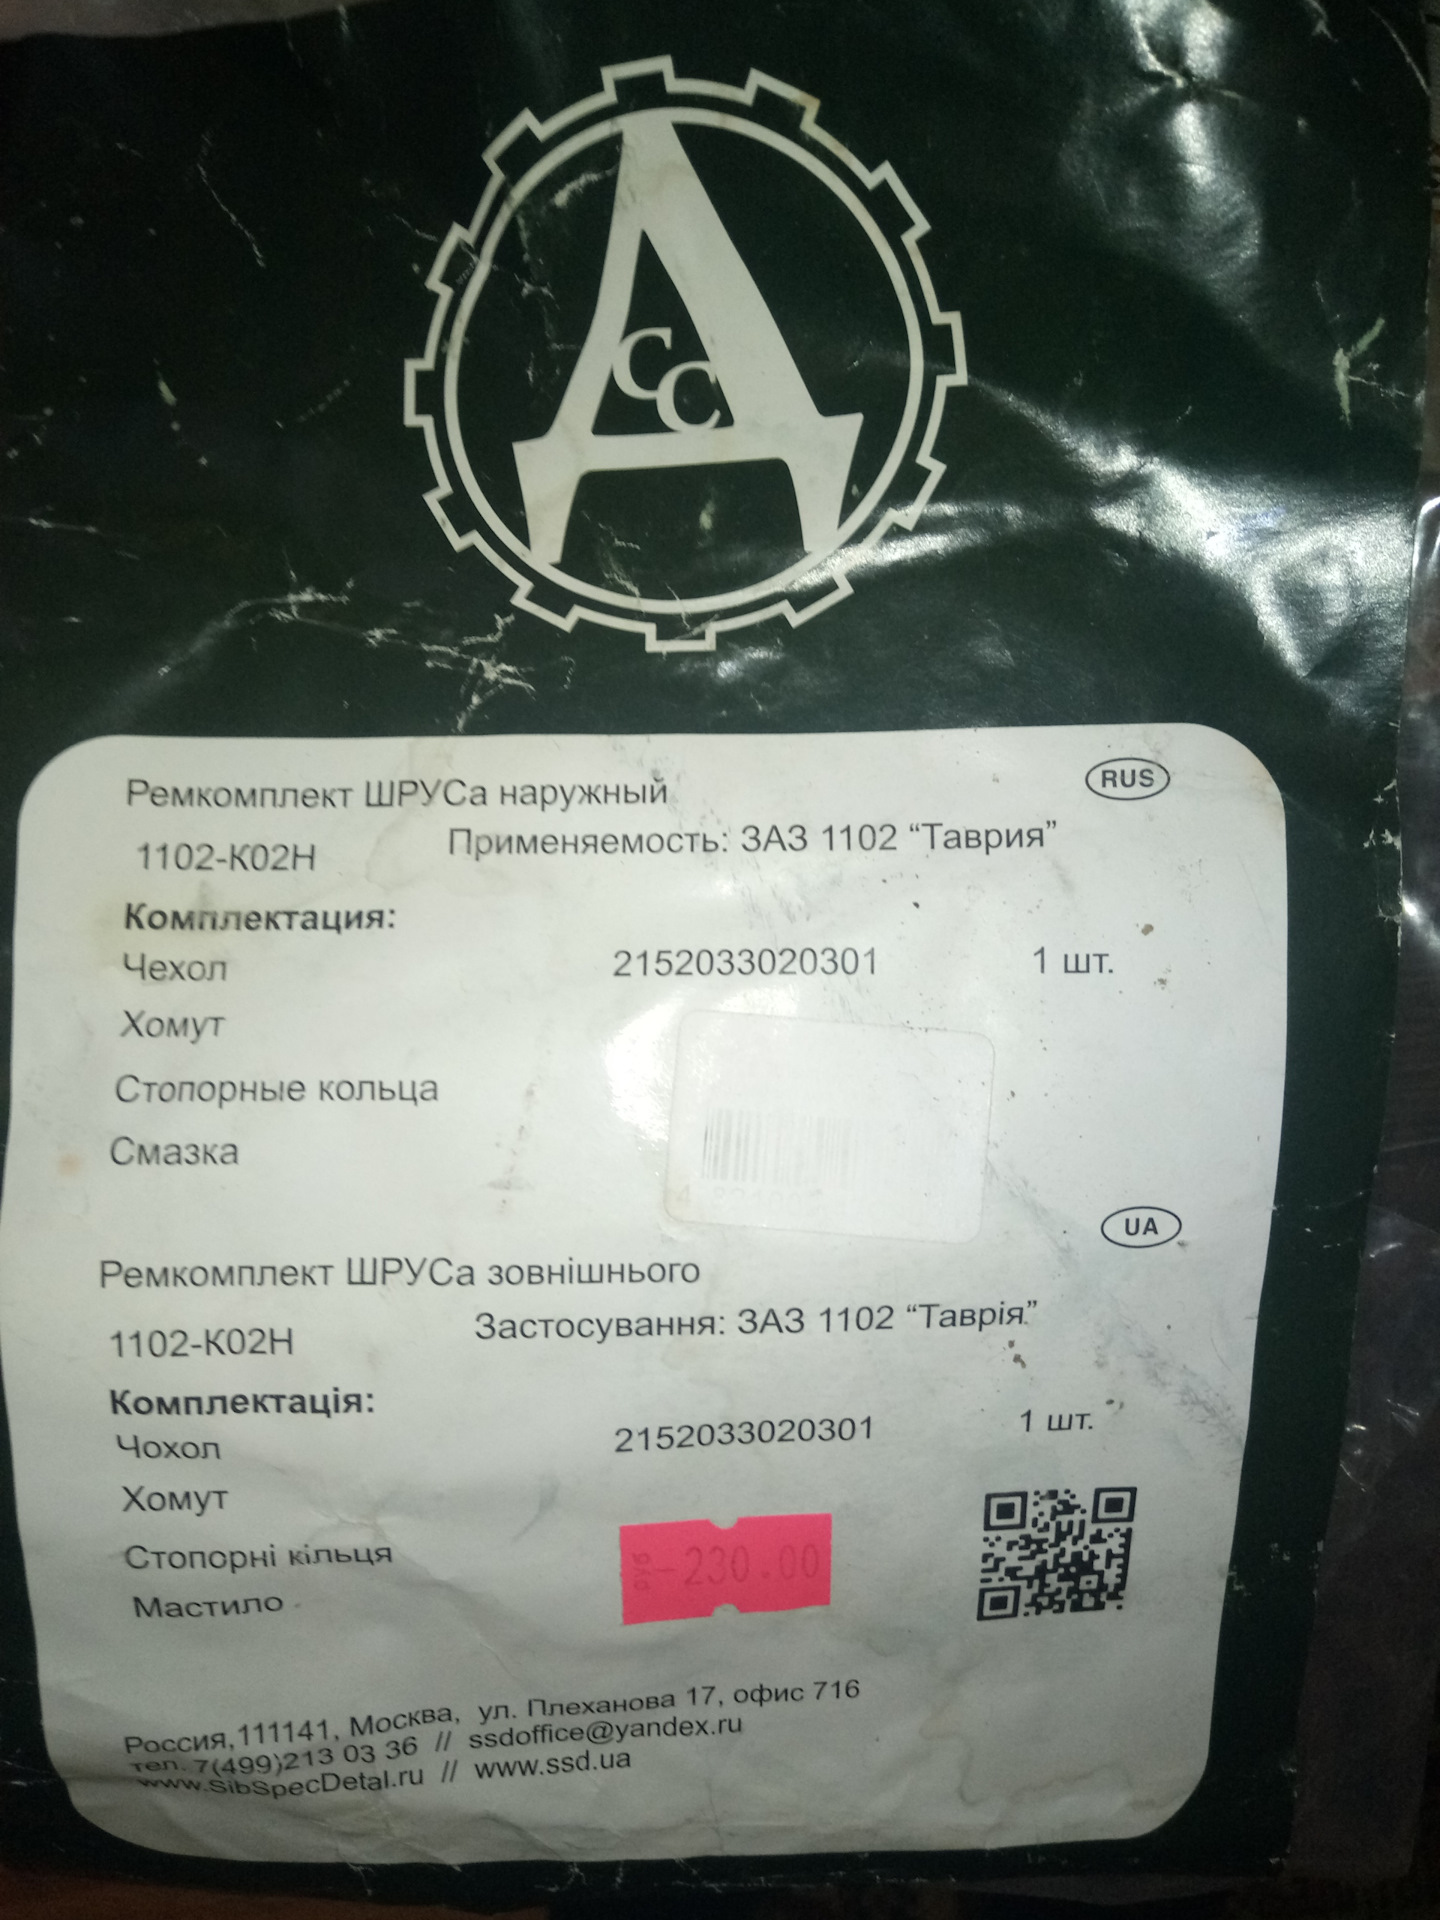 Д
С
С
RUS
Ремкомплект ШРУСа наружный
1102-К02Н Применяемость: ЗАЗ 1102 “Таврия”
Комплектация:
Чехол 2152033020301 1 шт.
Хомут
Стопорные кольца
Смазка
UA
Ремкомплект ШРУСа зовнішнього
1102-К02Н Застосування: ЗАЗ 1102 “Таврія”
Комплектація:
Чохол 2152033020301 1 шт.
Хомут
Стопорні кільця
Мастило
руб -230.00
Россия,111141, Москва, ул. Плеханова 17, офис 716
тел. 7(499)213 03 36 // ssdoffice@yandex.ru
www.SibSpecDetal.ru // www.ssd.ua